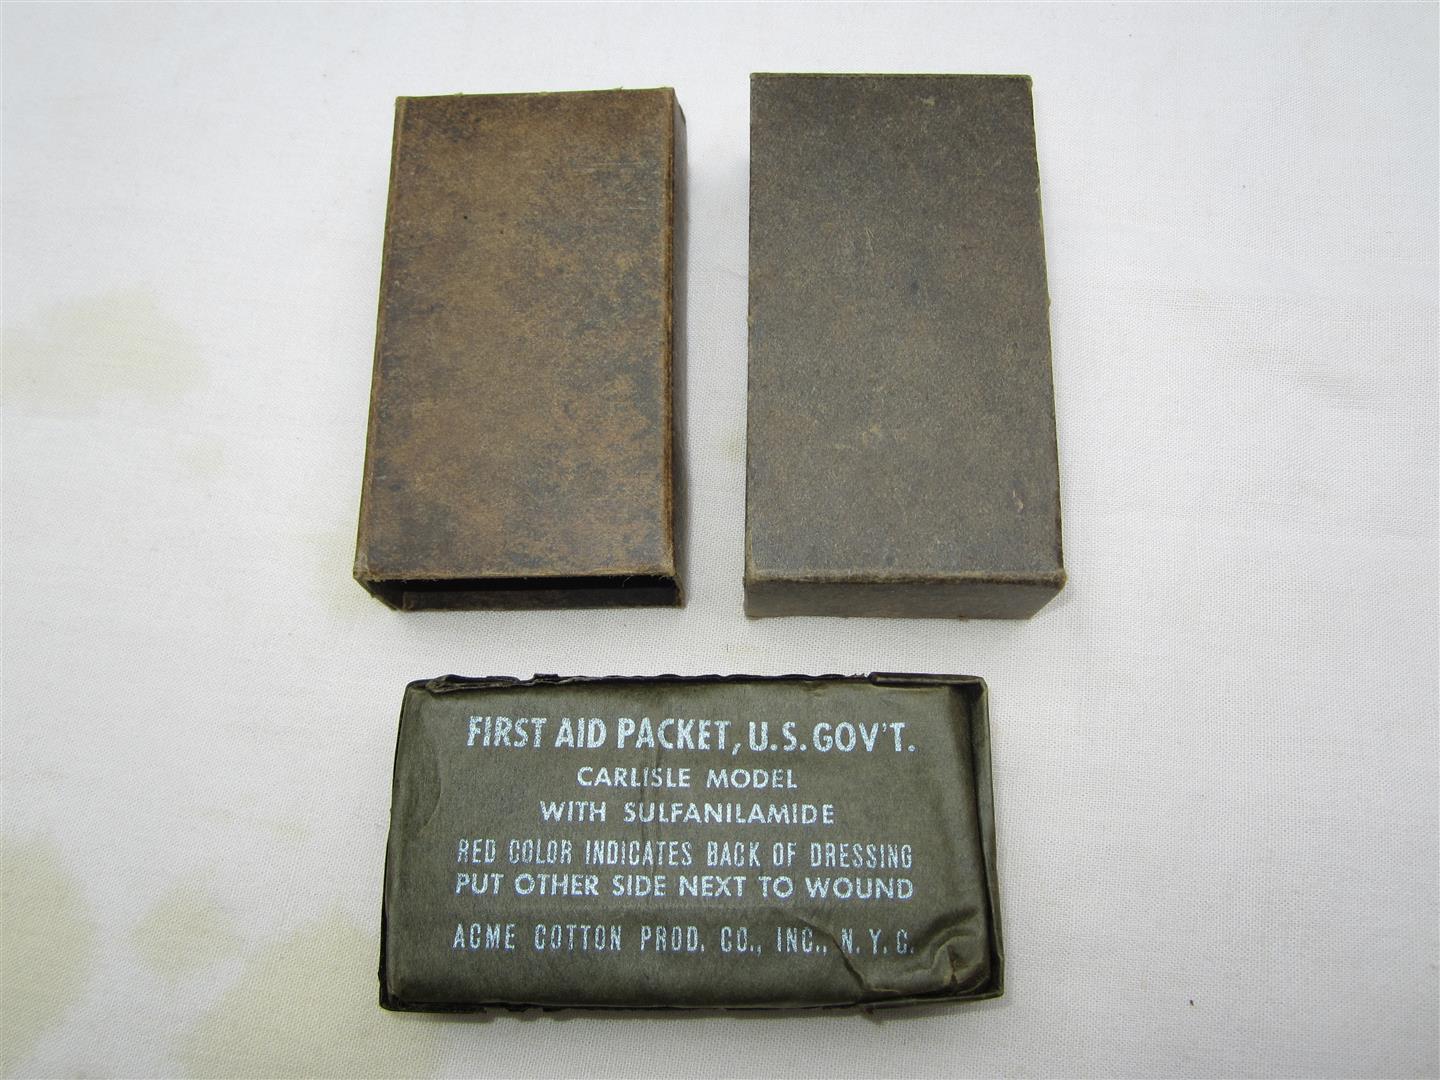 FIRST AID PACKET, U.S. GOV'T.
CARLISLE MODEL
WITH SULFANILAMIDE
RED COLOR INDICATES BACK OF DRESSING
PUT OTHER SIDE NEXT TO WOUND
ACME COTTON PROD. CO., INC., N.Y.C.